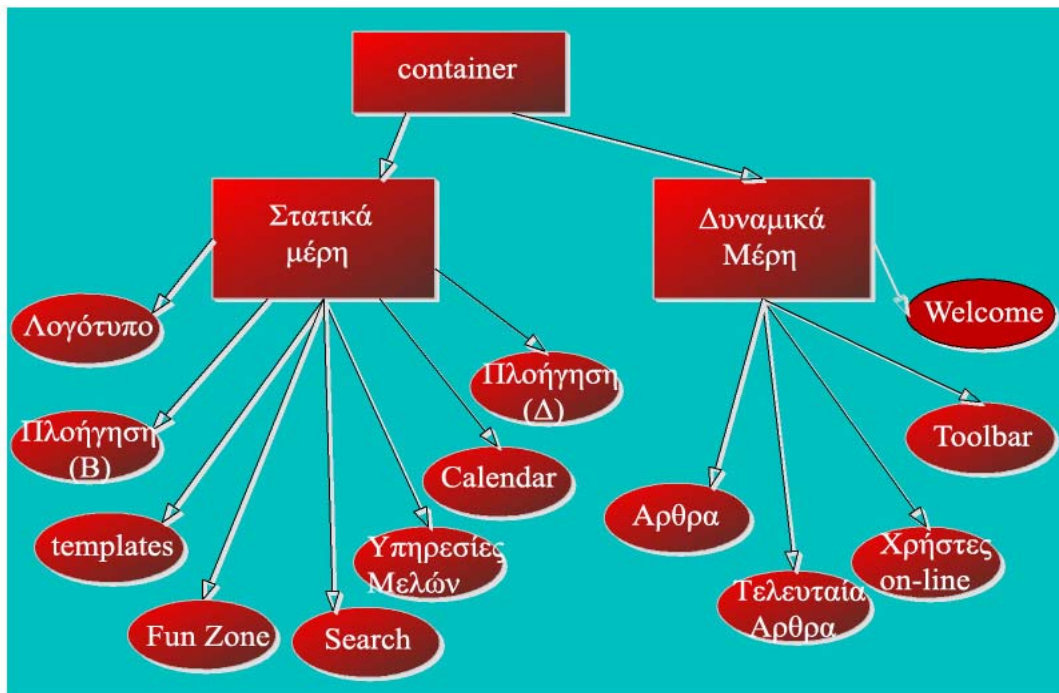 container
Στατικά
μέρη
Δυναμικά
Μέρη
Λογότυπο
Welcome
Πλοήγηση
(Δ)
Πλοήγηση
(Β)
Toolbar
Calendar
Αρθρα
templates
Υπηρεσίες
Μελών
Χρήστες
on-line
Τελευταία
Αρθρα
Fun Zone
Search